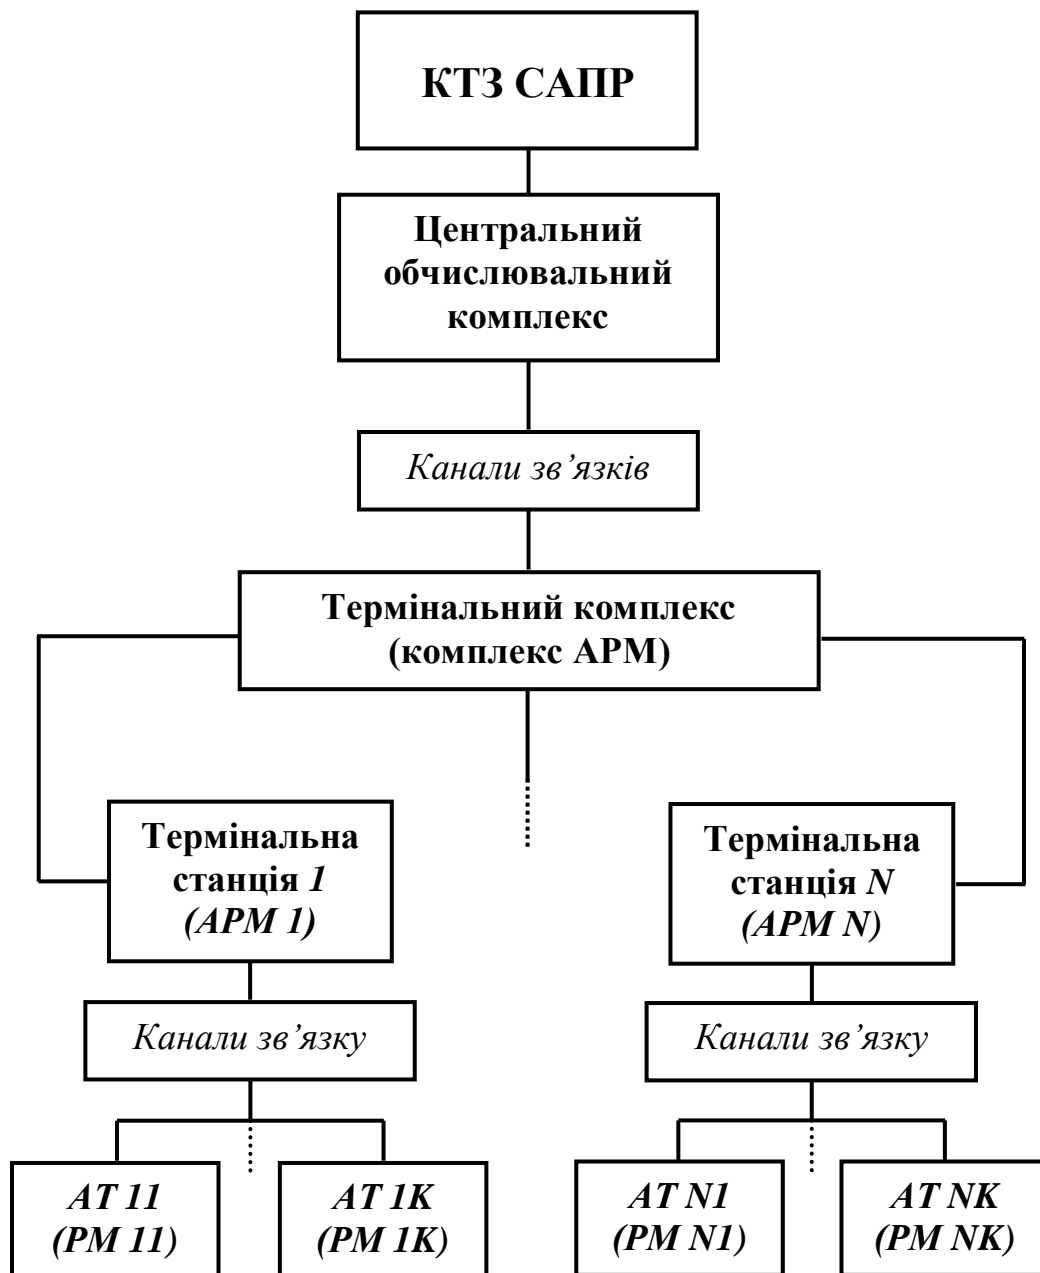 КТЗ САПР
Центральний
обчислювальний
комплекс
Канали зв’язків
Термінальний комплекс
(комплекс АРМ)
Термінальна
станція 1
(АРМ 1)
Термінальна
станція N
(АРМ N)
Канали зв’язку
Канали зв’язку
АТ 11
(РМ 11)
АТ 1К
(РМ 1К)
АТ N1
(РМ N1)
АТ NK
(РМ NK)